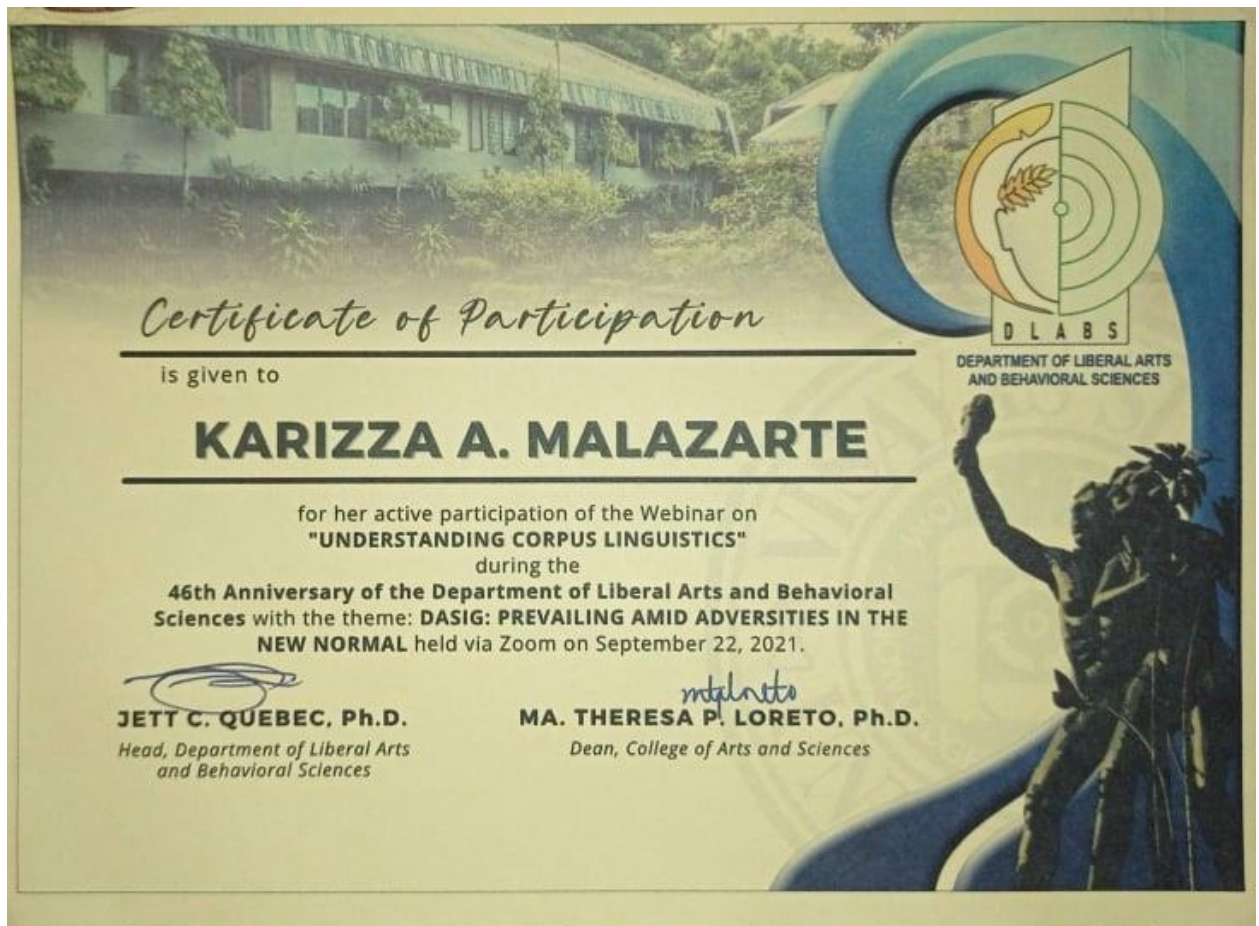 DLABS
DEPARTMENT OF LIBERAL ARTS
AND BEHAVIORAL SCIENCES
Certificate of Participation
is given to
KARIZZA A. MALAZARTE
for her active participation of the Webinar on
"UNDERSTANDING CORPUS LINGUISTICS"
during the
46th Anniversary of the Department of Liberal Arts and Behavioral
Sciences with the theme: DASIG: PREVAILING AMID ADVERSITIES IN THE
NEW NORMAL held via Zoom on September 22, 2021.
JETT C. QUEBEC, Ph.D.
Head, Department of Liberal Arts
and Behavioral Sciences
mtploreto
MA. THERESA P. LORETO, Ph.D.
Dean, College of Arts and Sciences